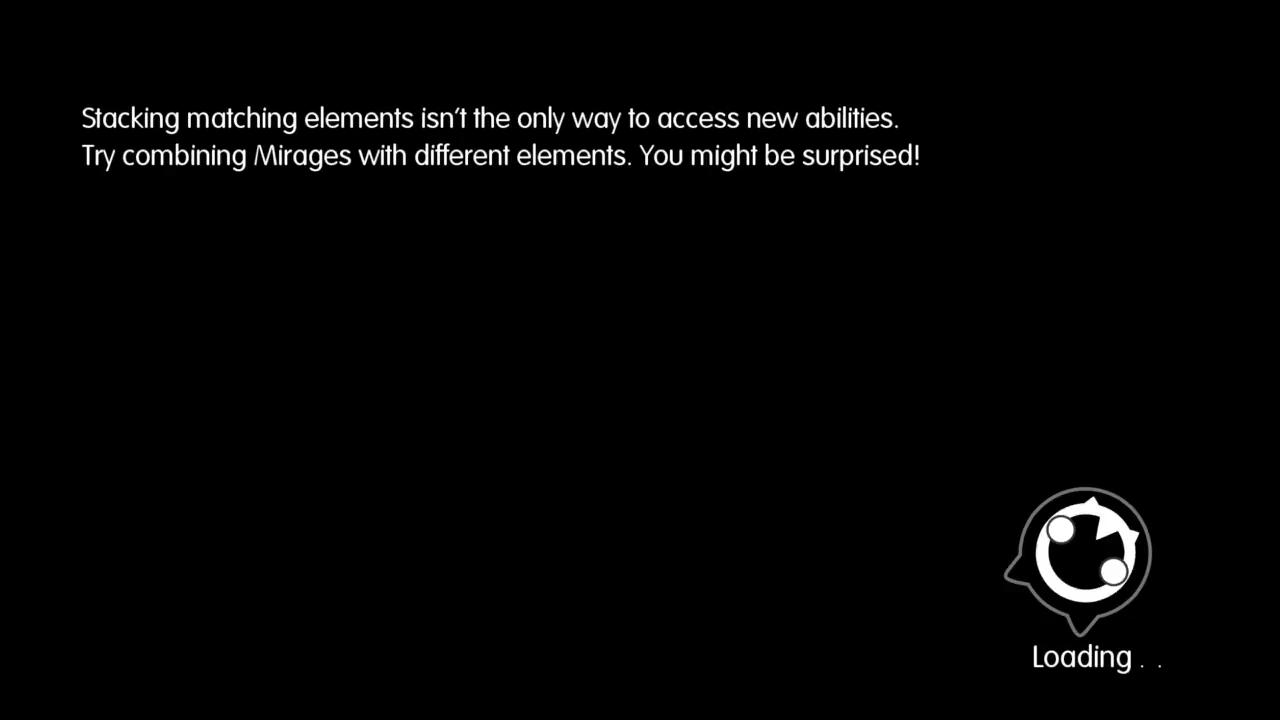 Stacking matching elements isn't the only way to access new abilities.
Try combining Mirages with different elements. You might be surprised!
Loading . .